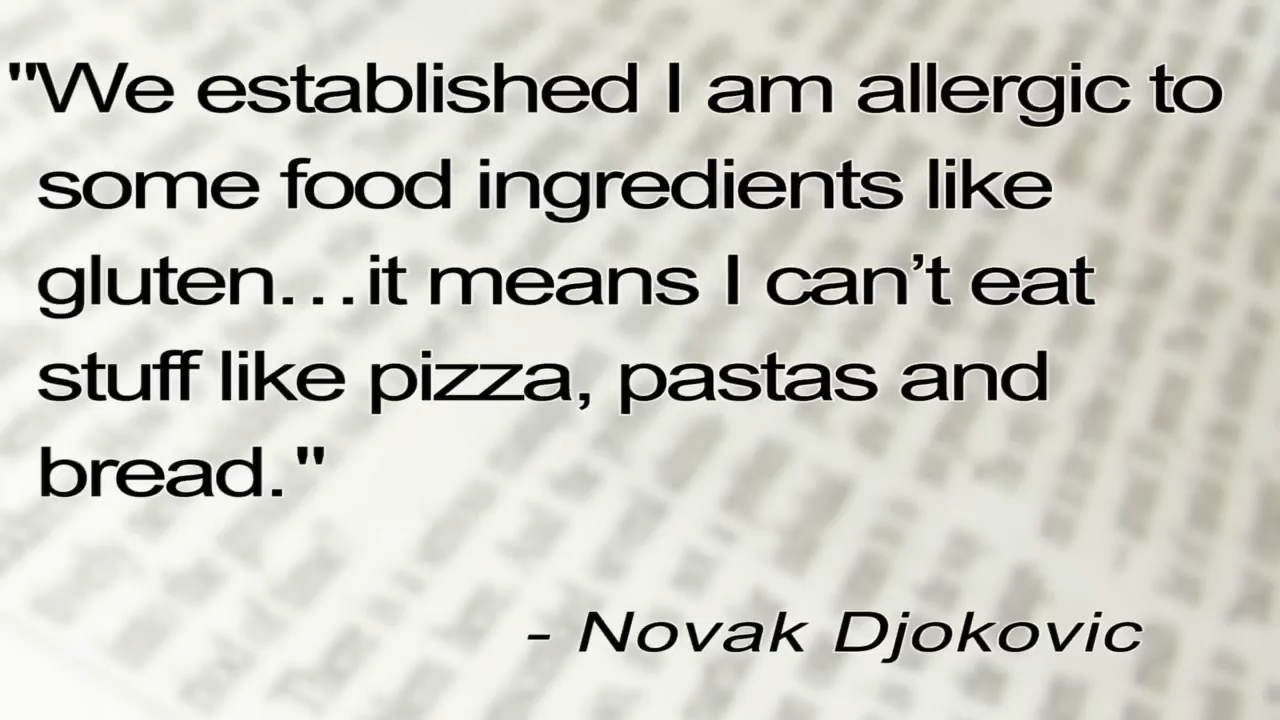 "We established I am allergic to
some food ingredients like
gluten…it means I can’t eat
stuff like pizza, pastas and
bread."
- Novak Djokovic